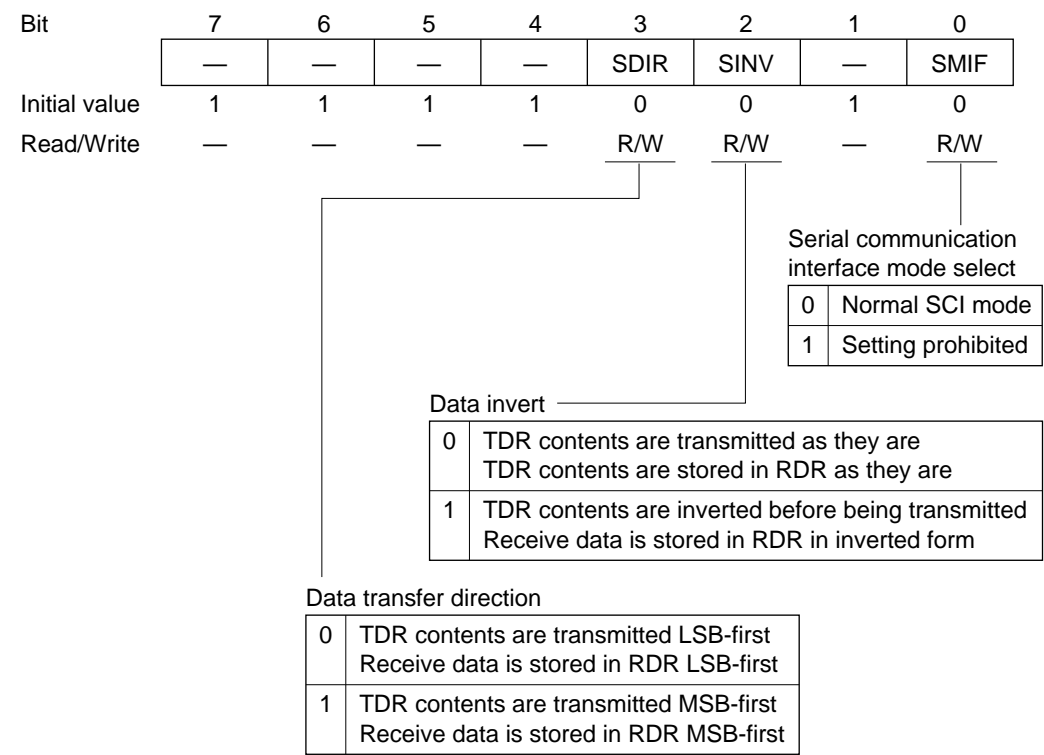 Bit 7 6 5 4 3 2 1 0
— — — — SDIR SINV — SMIF
Initial value 1 1 1 1 0 0 1 0
Read/Write — — — — R/W R/W — R/W
Serial communication
interface mode select
0 Normal SCI mode
1 Setting prohibited
Data invert
0 TDR contents are transmitted as they are
TDR contents are stored in RDR as they are
1 TDR contents are inverted before being transmitted
Receive data is stored in RDR in inverted form
Data transfer direction
0 TDR contents are transmitted LSB-first
Receive data is stored in RDR LSB-first
1 TDR contents are transmitted MSB-first
Receive data is stored in RDR MSB-first